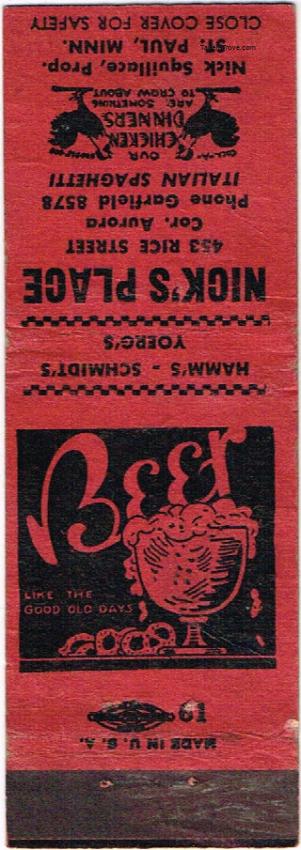 CLOSE COVER FOR SAFETY
ST. PAUL, MINN.
Nick Squillace, Prop.
OUR
CHICKEN
DINNERS
ARE SOMETHING
TO CROW ABOUT
ITALIAN SPAGHETTI
Phone Garfield 8578
Cor. Aurora
453 RICE STREET
NICK'S PLACE
YOERG'S
HAMM'S - SCHMIDT'S
Beer
LIKE THE
GOOD OLD DAYS
19
MADE IN U. S. A.